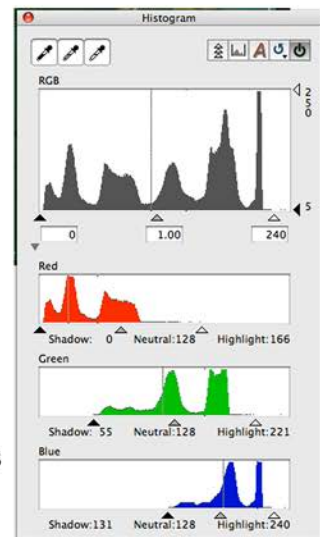 Histogram
A
RGB
2
5
0
5
0 1.00 240
Red
Shadow: 0 Neutral:128 Highlight:166
Green
Shadow: 55 Neutral:128 Highlight:221
Blue
Shadow:131 Neutral:128 Highlight:240